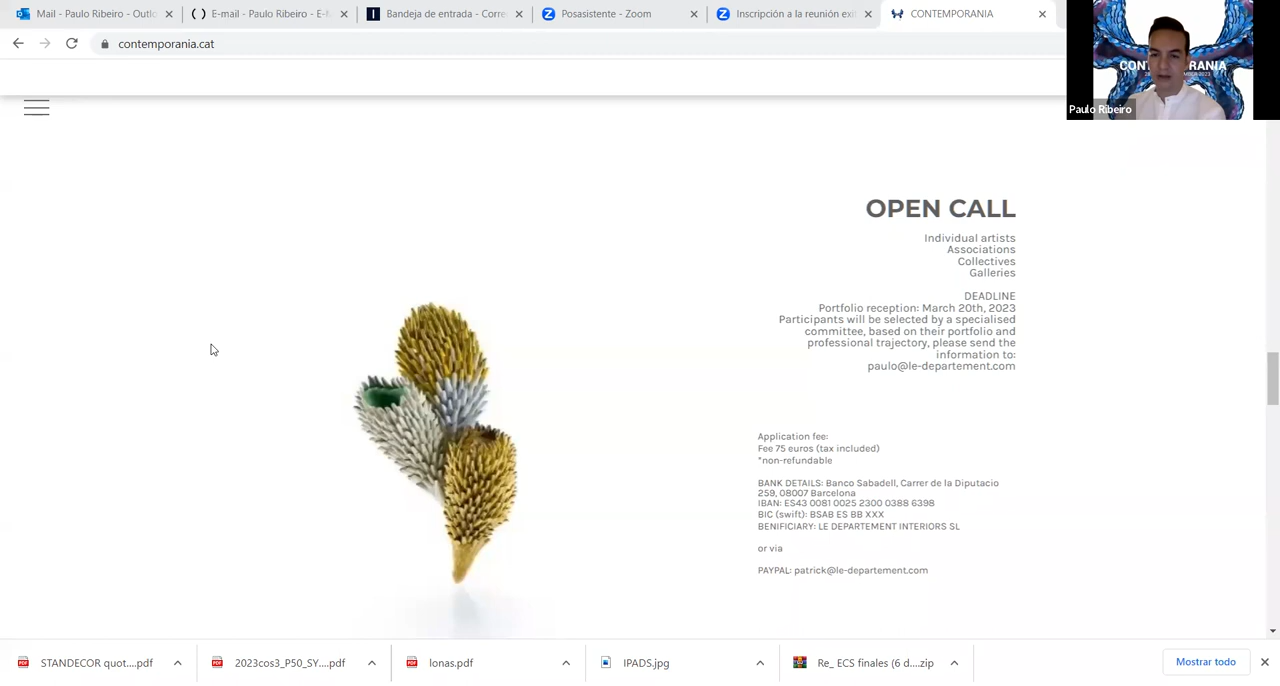 Mail - Paulo Ribeiro - Outlo
E-mail - Paulo Ribeiro - E-
Bandeja de entrada - Corre
Posasistente - Zoom
Inscripción a la reunión exi
CONTEMPORANIA
contemporania.cat
Paulo Ribeiro
OPEN CALL
Individual artists
Associations
Collectives
Galleries
DEADLINE
Portfolio reception: March 20th, 2023
Participants will be selected by a specialised
committee, based on their portfolio and
professional trajectory, please send the
information to:
paulo@le-departement.com
Application fee:
Fee 75 euros (tax included)
*non-refundable
BANK DETAILS: Banco Sabadell, Carrer de la Diputacio
259, 08007 Barcelona
IBAN: ES43 0081 0025 2300 0388 6398
BIC (swift): BSAB ES BB XXX
BENIFICIARY: LE DEPARTEMENT INTERIORS SL
or via
PAYPAL: patrick@le-departement.com
STANDECOR quot....pdf
2023cos3_P50_SY....pdf
lonas.pdf
IPADS.jpg
Re_ ECS finales (6 d....zip
Mostrar todo